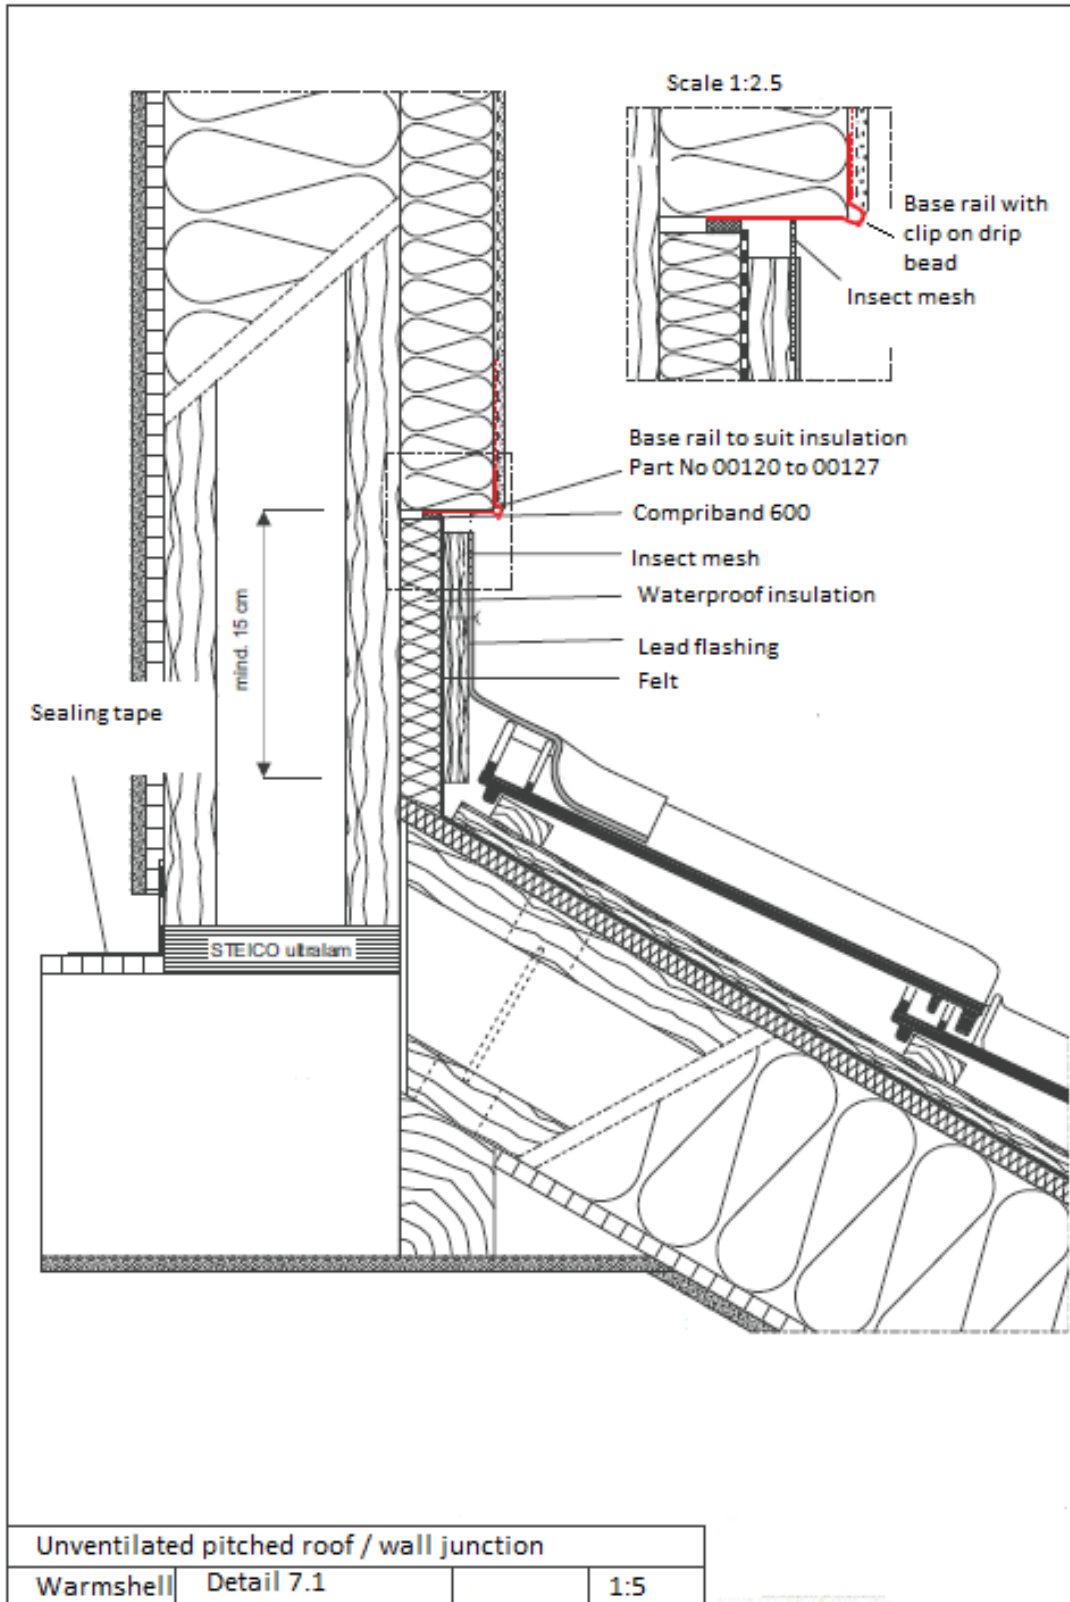 Scale 1:2.5
Base rail with
clip on drip
bead
Insect mesh
Base rail to suit insulation
Part No 00120 to 00127
Compriband 600
Insect mesh
Waterproof insulation
Lead flashing
Felt
mind. 15 cm
Sealing tape
STEICO ultralam
Unventilated pitched roof / wall junction
Warmshell Detail 7.1 1:5